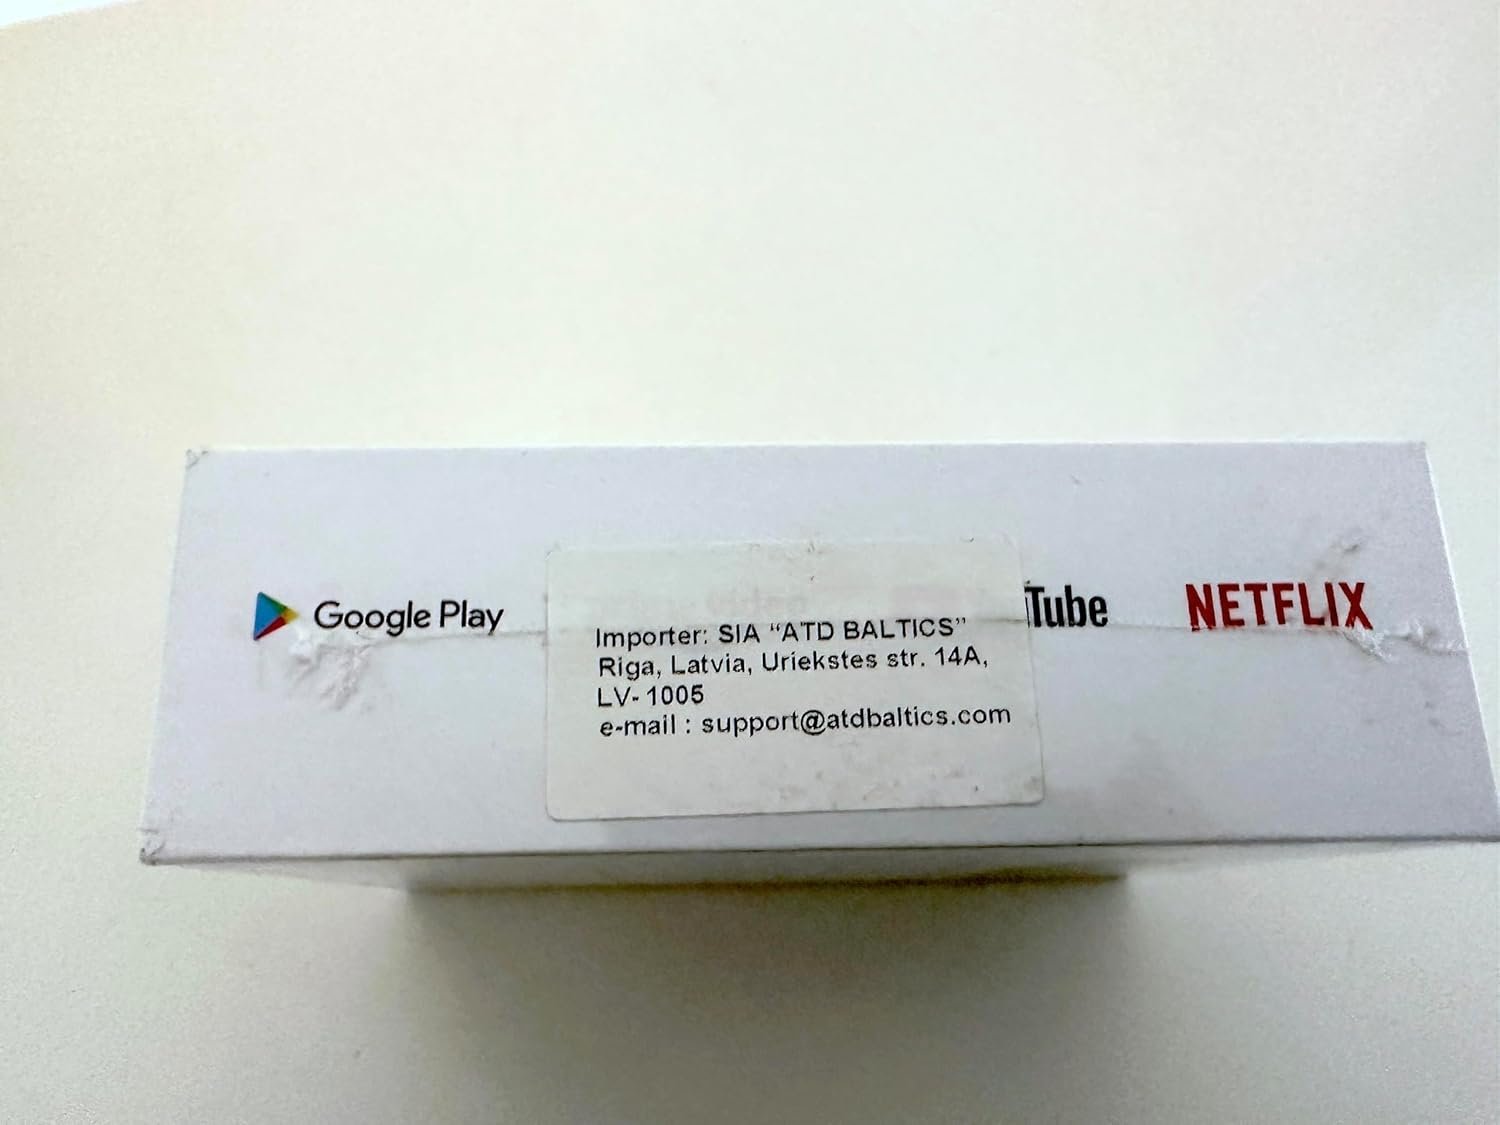 Google Play
Tube
NETFLIX
Importer: SIA “ATD BALTICS”
Riga, Latvia, Uriekstes str. 14A,
LV- 1005
e-mail : support@atdbaltics.com